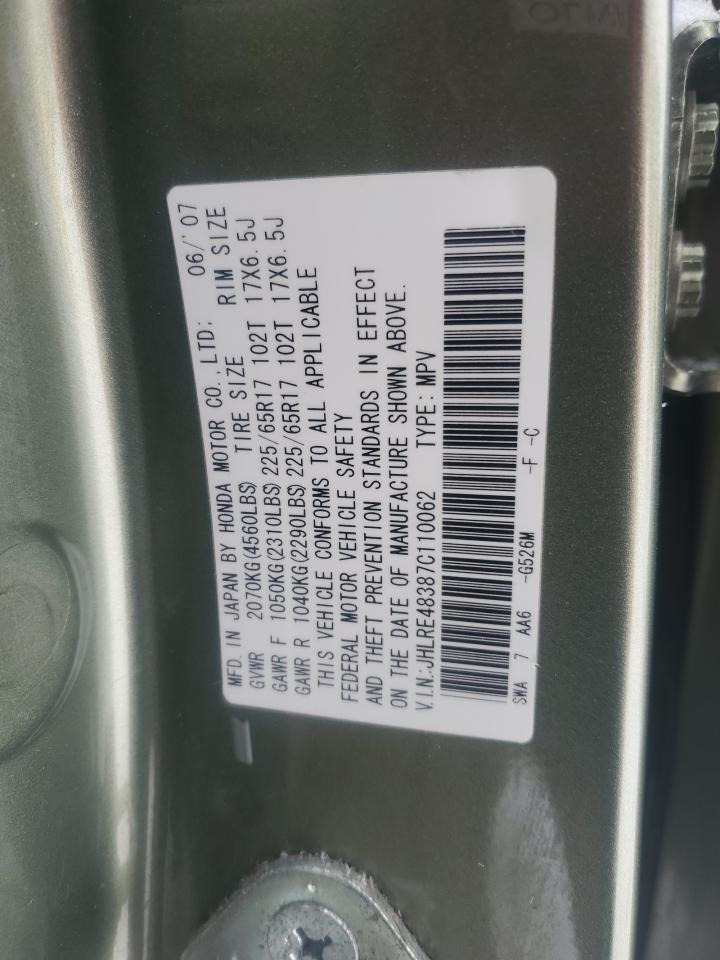 MFD. IN JAPAN BY HONDA MOTOR CO., LTD; 06/'07
GVWR 2070KG(4560LBS) TIRE SIZE RIM SIZE
GAWR F 1050KG(2310LBS) 225/65R17 102T 17X6.5J
GAWR R 1040KG(2290LBS) 225/65R17 102T 17X6.5J
THIS VEHICLE CONFORMS TO ALL APPLICABLE
FEDERAL MOTOR VEHICLE SAFETY
AND THEFT PREVENTION STANDARDS IN EFFECT
ON THE DATE OF MANUFACTURE SHOWN ABOVE.
V.I.N.:JHLRE48387C110062 TYPE: MPV
SWA 7 AA6 -G526M -F -C